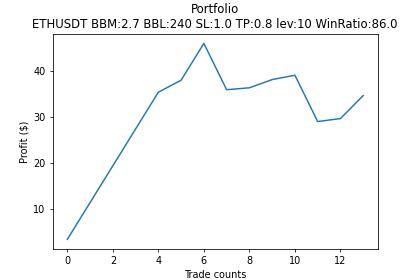 Portfolio
ETHUSDT BBM:2.7 BBL:240 SL:1.0 TP:0.8 lev:10 WinRatio:86.0
Profit ($)
40
30
20
10
0 2 4 6 8 10 12
Trade counts